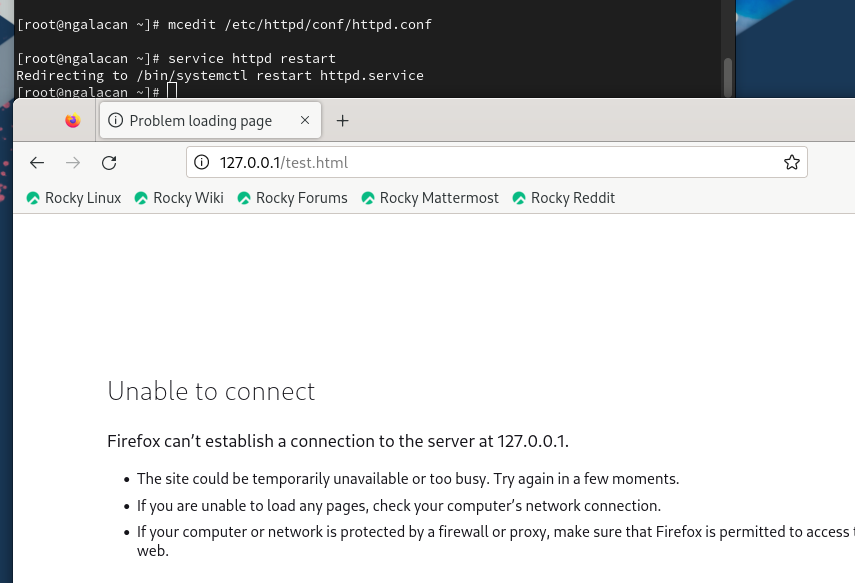 [root@ngalacan ~]# mcedit /etc/httpd/conf/httpd.conf
[root@ngalacan ~]# service httpd restart
Redirecting to /bin/systemctl restart httpd.service
[root@ngalacan ~]#
Problem loading page
127.0.0.1/test.html
Rocky Linux Rocky Wiki Rocky Forums Rocky Mattermost Rocky Reddit
Unable to connect
Firefox can’t establish a connection to the server at 127.0.0.1.
• The site could be temporarily unavailable or too busy. Try again in a few moments.
• If you are unable to load any pages, check your computer’s network connection.
• If your computer or network is protected by a firewall or proxy, make sure that Firefox is permitted to access
web.